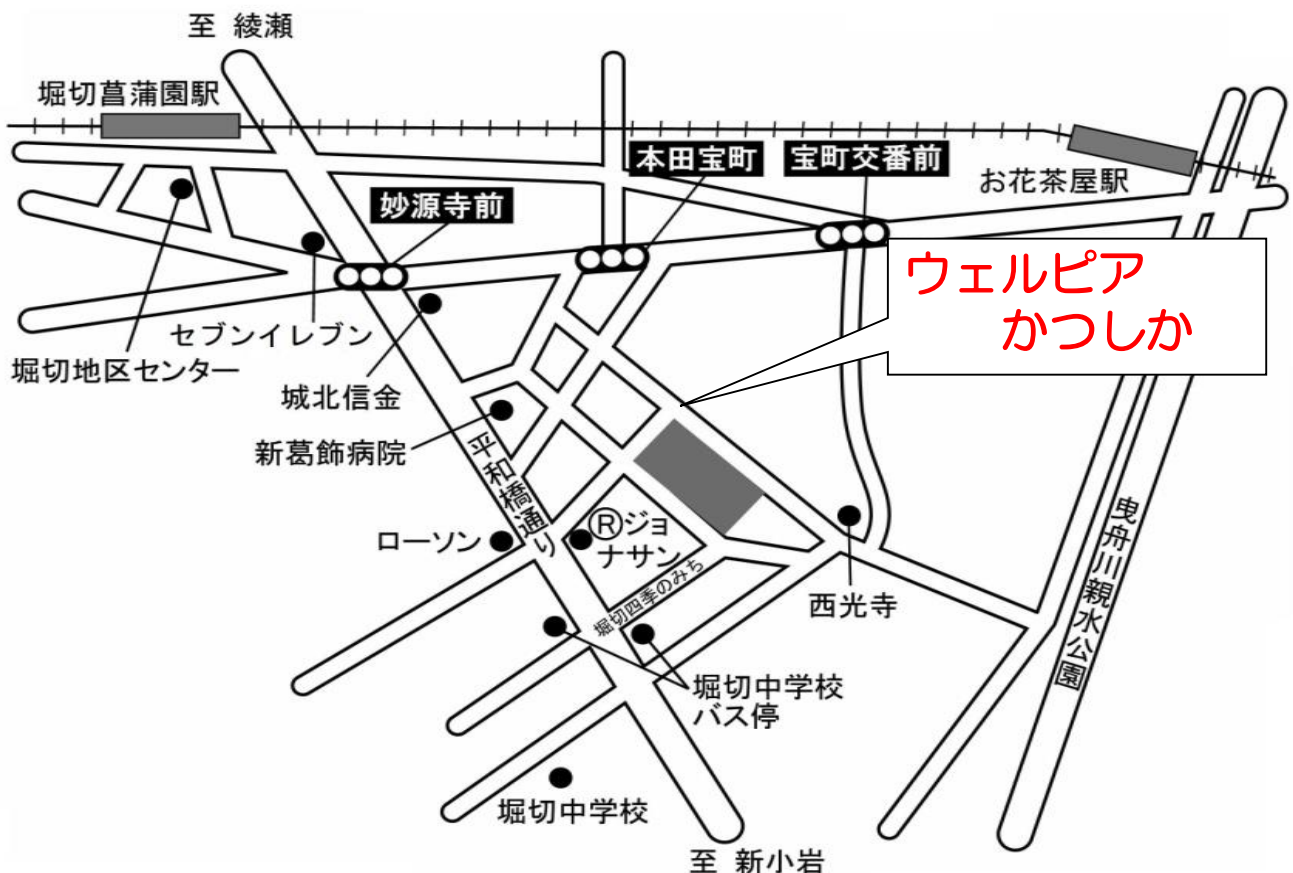 至 綾瀬
堀切菖蒲園駅
本田宝町
宝町交番前
お花茶屋駅
妙源寺前
ウェルピア
かつしか
セブンイレブン
堀切地区センター
城北信金
新葛飾病院
平和橋通り
ローソン
Ⓡジョ
ナサン
堀切四季のみち
西光寺
曳舟川親水公園
堀切中学校
バス停
堀切中学校
至 新小岩